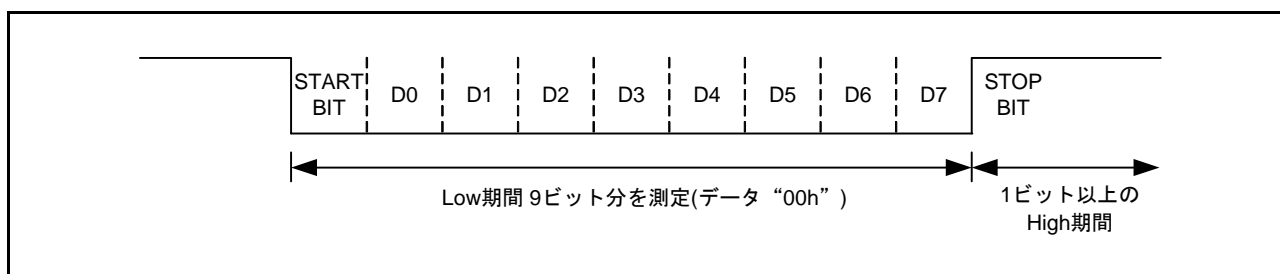 START BIT D0 D1 D2 D3 D4 D5 D6 D7 STOP BIT
Low期間 9ビット分を測定(データ“00h”)
1ビット以上の
High期間